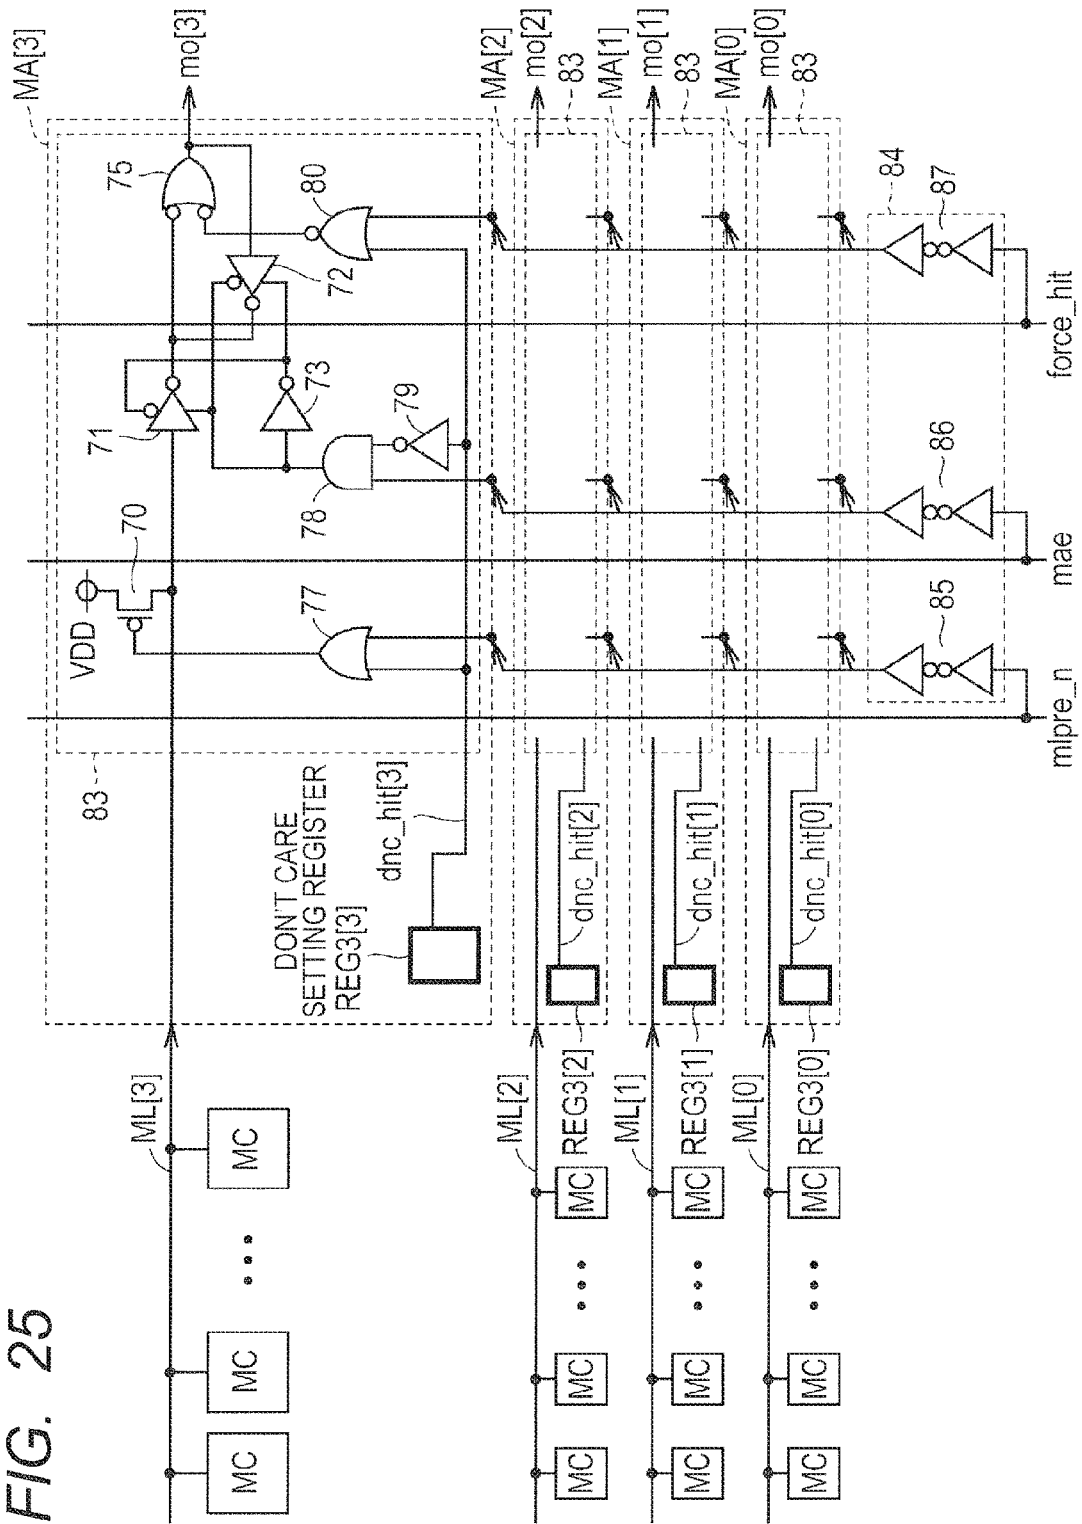 FIG. 25
MA[3]
mo[3]
75
80
72
71
73
79
78
70
VDD
77
83
DON'T CARE
SETTING REGISTER
REG3[3]
dnc_hit[3]
ML[3]
MC
MC
MC
MA[2]
mo[2]
83
dnc_hit[2]
ML[2]
REG3[2]
MC
MC
MC
MA[1]
mo[1]
83
dnc_hit[1]
ML[1]
REG3[1]
MC
MC
MC
MA[0]
mo[0]
83
dnc_hit[0]
ML[0]
REG3[0]
MC
MC
MC
84
87
86
85
mlpre_n
mae
force_hit